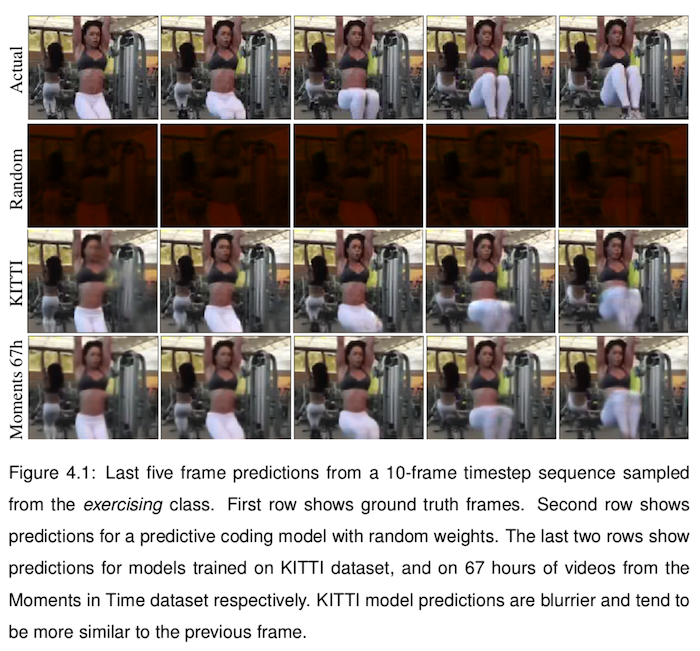 Actual
Random
KITTI
Moments 67h
Figure 4.1: Last five frame predictions from a 10-frame timestep sequence sampled
from the exercising class. First row shows ground truth frames. Second row shows
predictions for a predictive coding model with random weights. The last two rows show
predictions for models trained on KITTI dataset, and on 67 hours of videos from the
Moments in Time dataset respectively. KITTI model predictions are blurrier and tend to
be more similar to the previous frame.